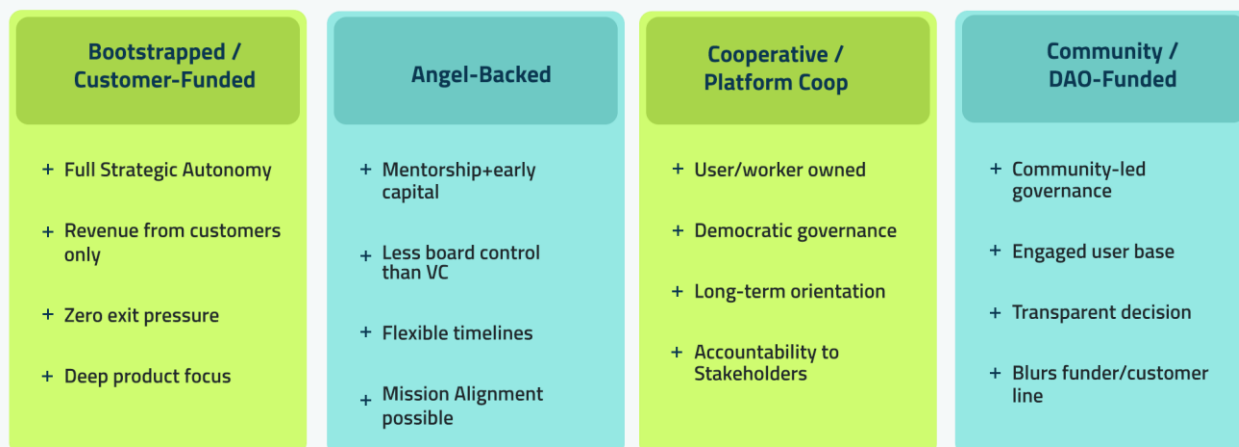 Bootstrapped /
Customer-Funded
+ Full Strategic Autonomy
+ Revenue from customers
only
+ Zero exit pressure
+ Deep product focus
Angel-Backed
+ Mentorship+early
capital
+ Less board control
than VC
+ Flexible timelines
+ Mission Alignment
possible
Cooperative /
Platform Coop
+ User/worker owned
+ Democratic governance
+ Long-term orientation
+ Accountability to
Stakeholders
Community /
DAO-Funded
+ Community-led
governance
+ Engaged user base
+ Transparent decision
+ Blurs funder/customer
line